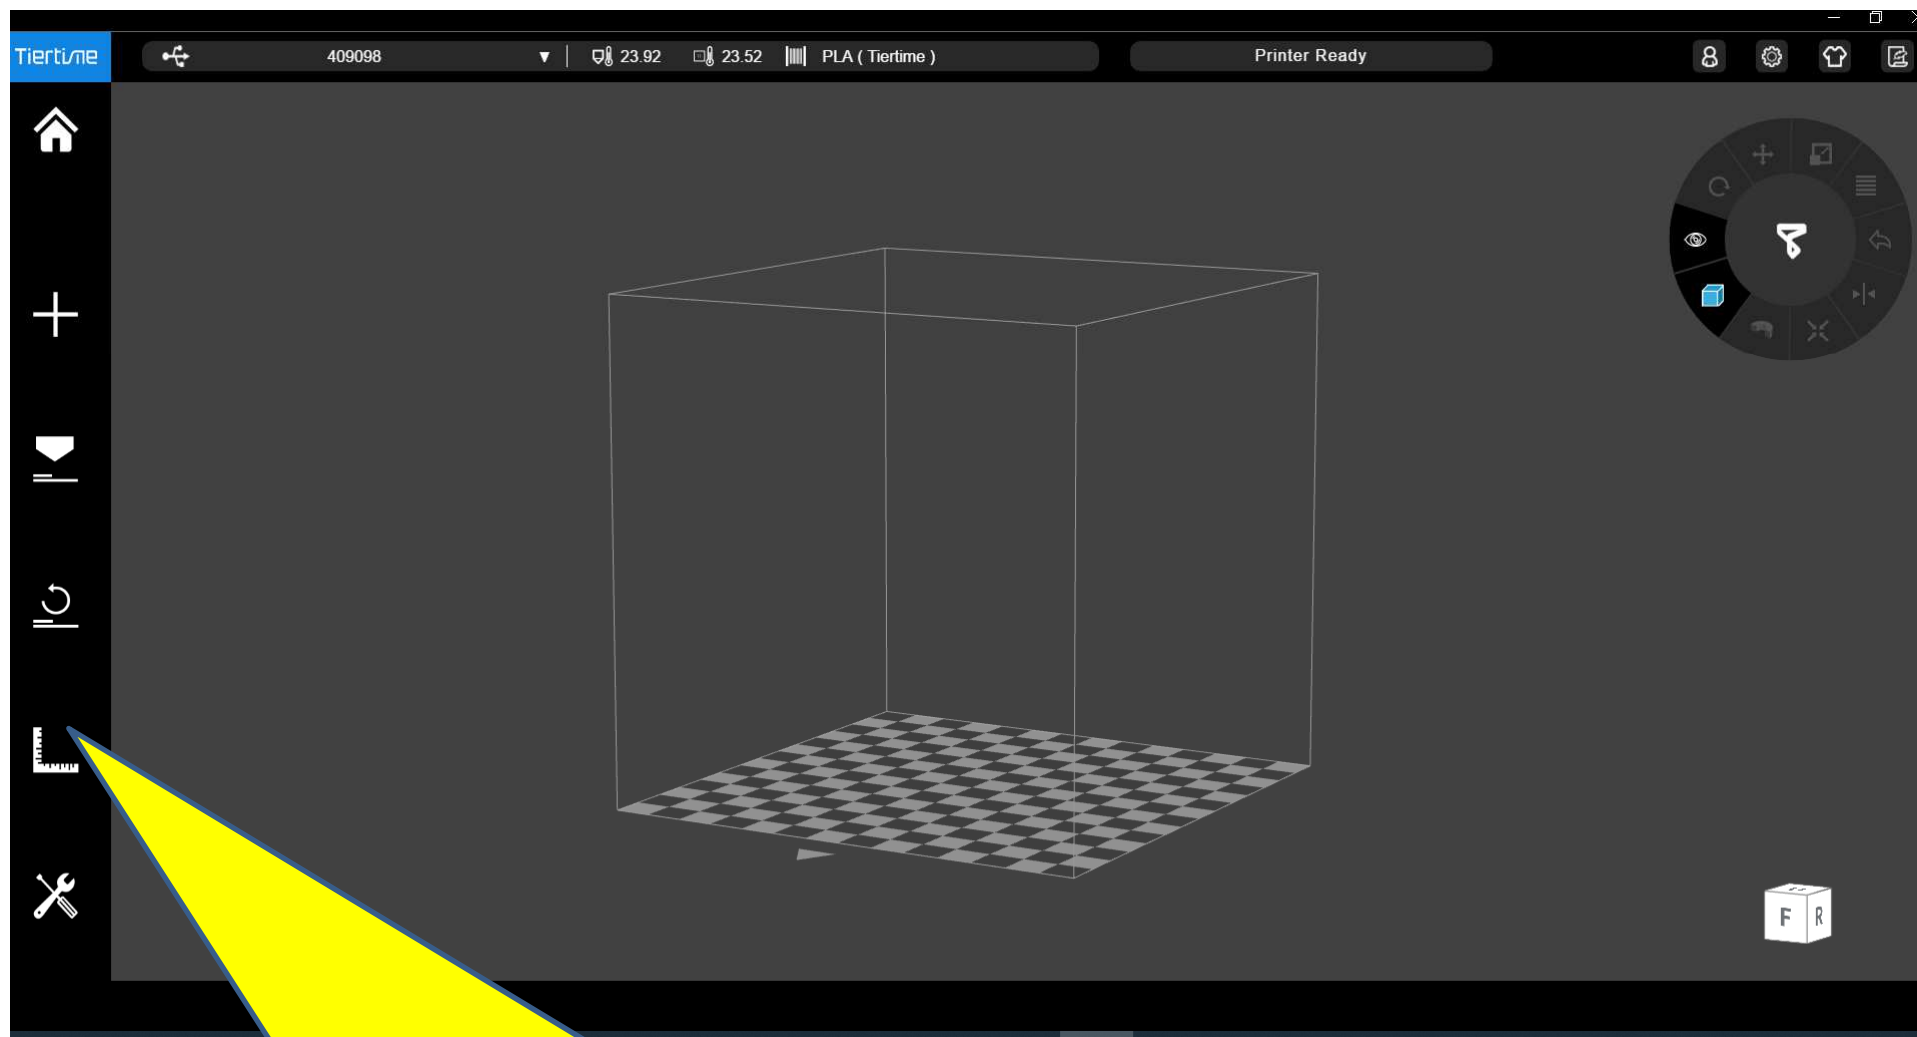 Tiertime
409098
23.92
23.52
PLA ( Tiertime )
Printer Ready
F
R